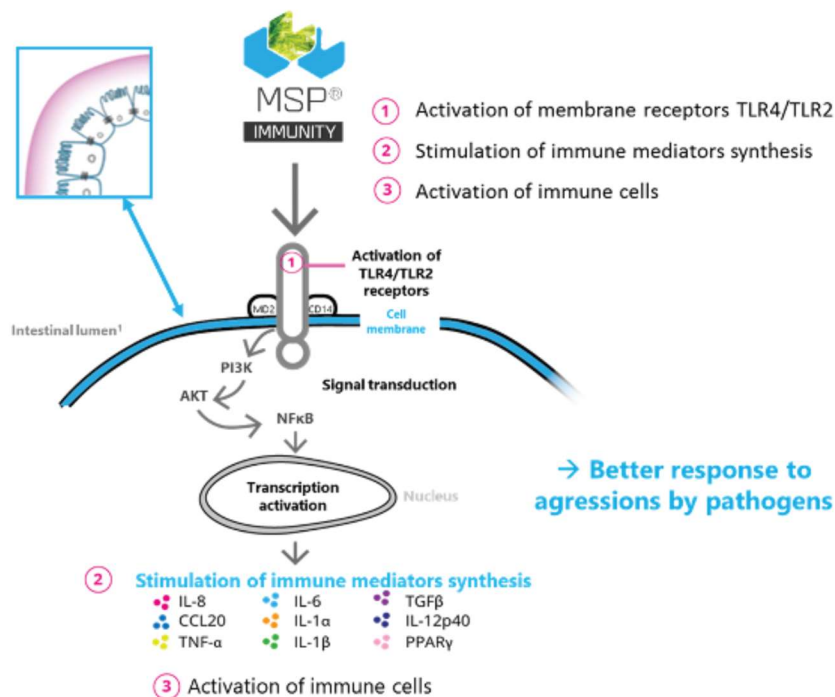 MSP®
IMMUNITY
1 Activation of membrane receptors TLR4/TLR2
2 Stimulation of immune mediators synthesis
3 Activation of immune cells
1
Activation of
TLR4/TLR2
receptors
MD2
CD14
Cell
membrane
Intestinal lumen¹
PI3K
Signal transduction
AKT
NFκB
Transcription
activation
Nucleus
→ Better response to
agressions by pathogens
2 Stimulation of immune mediators synthesis
IL-8 IL-6 TGFβ
CCL20 IL-1α IL-12p40
TNF-α IL-1β PPARγ
3 Activation of immune cells